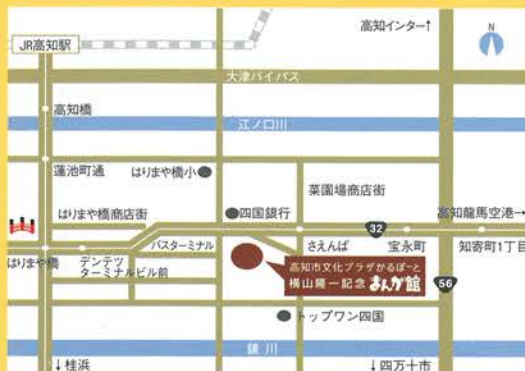 高知インター↑
N
JR高知駅
大津バイパス
高知橋
江ノ口川
蓮池町通
はりまや橋小
菜園場商店街
はりまや橋商店街
四国銀行
高知龍馬空港→
32
はりまや橋
デンテツ
ターミナルビル前
バスターミナル
さえんば
宝永町
知寄町1丁目
高知市文化プラザかるぽーと
横山隆一記念 まんが館
56
トップワン四国
鏡川
↓桂浜
↓四万十市